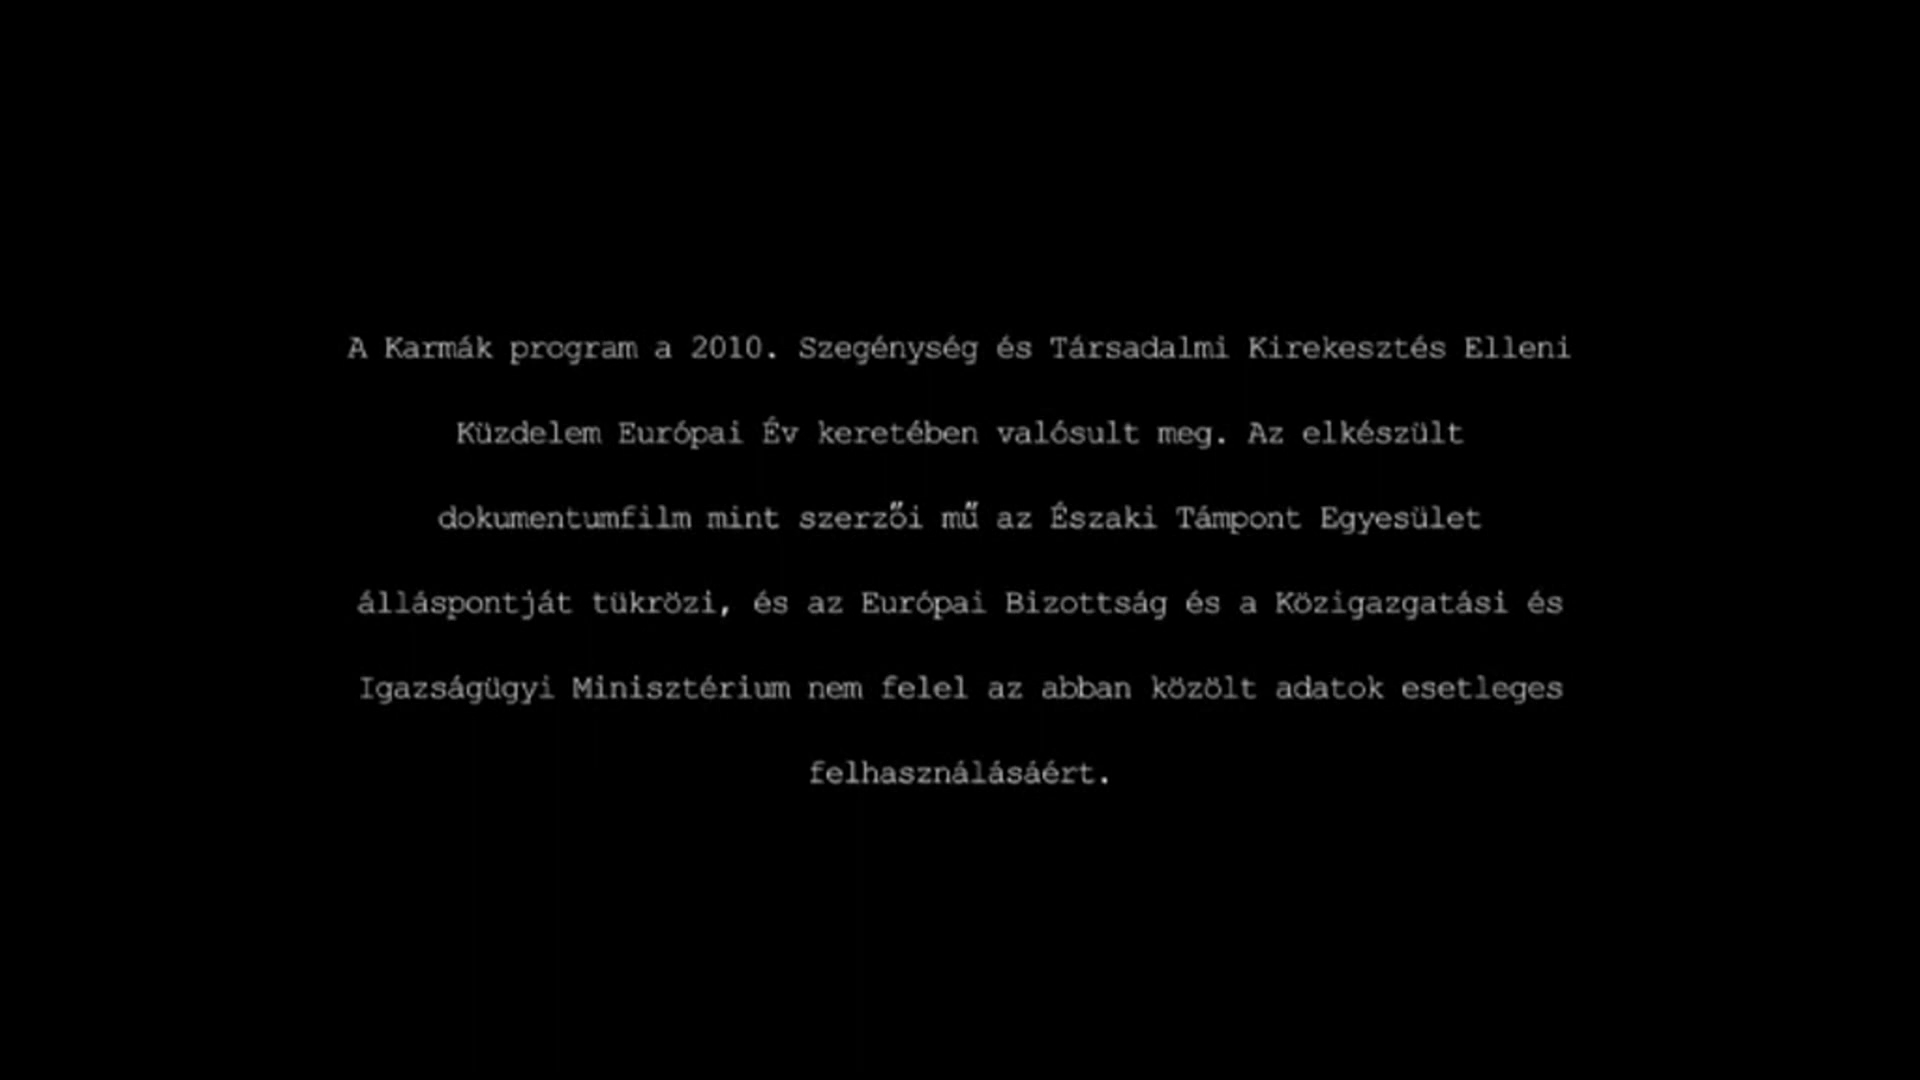 A Karmák program a 2010. Szegénység és Társadalmi Kirekesztés Elleni
Küzdelem Európai Év keretében valósult meg. Az elkészült
dokumentumfilm mint szerzői mű az Északi Támpont Egyesület
álláspontját tükrözi, és az Európai Bizottság és a Közigazgatási és
Igazságügyi Minisztérium nem felel az abban közölt adatok esetleges
felhasználásáért.